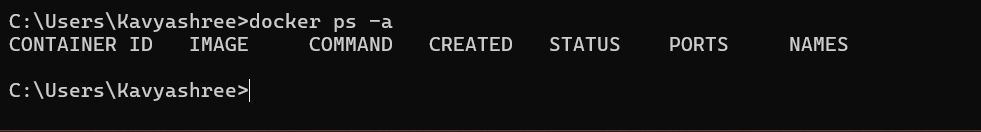 C:\Users\Kavyashree>docker ps -a
CONTAINER ID   IMAGE     COMMAND   CREATED   STATUS    PORTS     NAMES
C:\Users\Kavyashree>